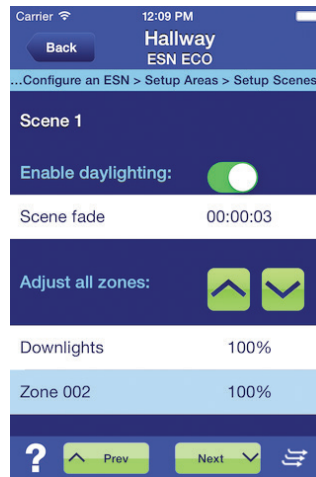 Carrier 12:09 PM
Back
Hallway
ESN ECO
...Configure an ESN > Setup Areas > Setup Scenes
Scene 1
Enable daylighting:
Scene fade 00:00:03
Adjust all zones:
Downlights 100%
Zone 002 100%
? Prev Next